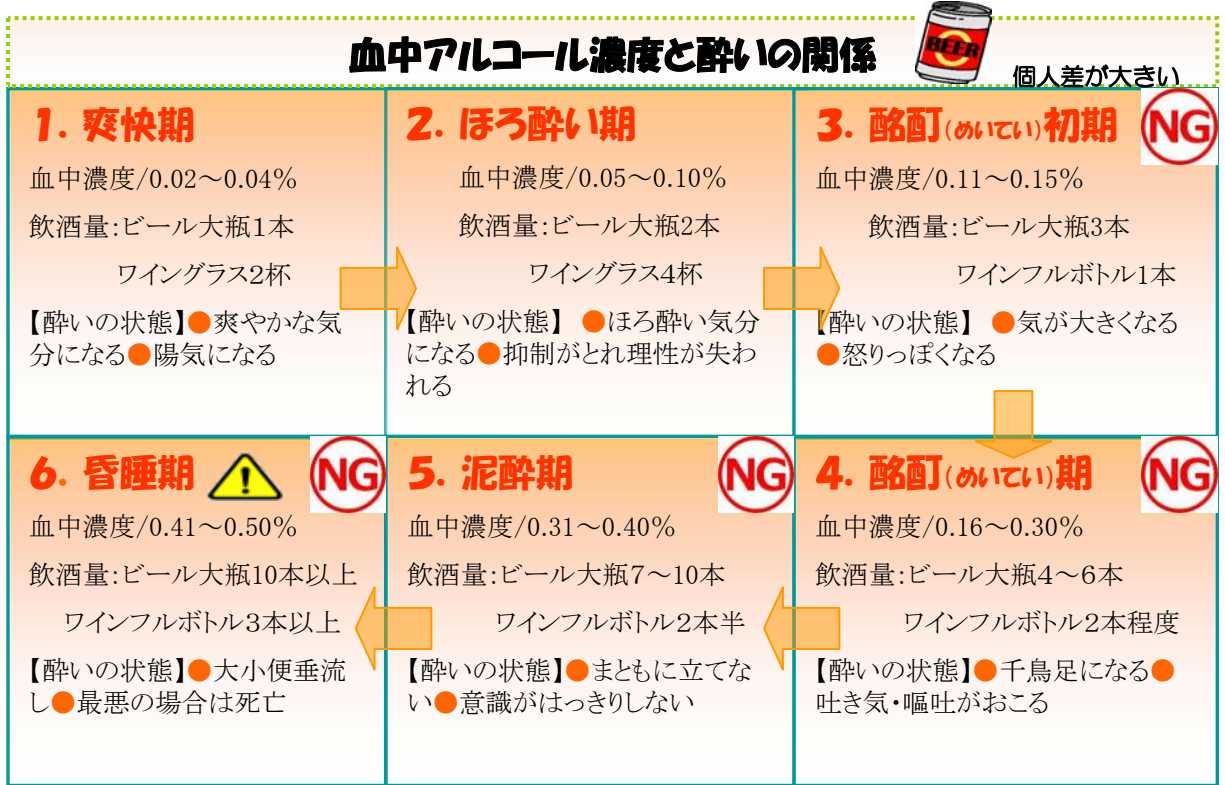 血中アルコール濃度と酔いの関係
BEER
個人差が大きい
1. 爽快期
血中濃度/0.02～0.04%
飲酒量:ビール大瓶1本
ワイングラス2杯
【酔いの状態】●爽やかな気
分になる●陽気になる
2. ほろ酔い期
血中濃度/0.05～0.10%
飲酒量:ビール大瓶2本
ワイングラス4杯
【酔いの状態】 ●ほろ酔い気分
になる●抑制がとれ理性が失わ
れる
3. 酩酊(めいてい)初期
NG
血中濃度/0.11～0.15%
飲酒量:ビール大瓶3本
ワインフルボトル1本
【酔いの状態】 ●気が大きくなる
●怒りっぽくなる
4. 酩酊(めいてい)期
NG
血中濃度/0.16～0.30%
飲酒量:ビール大瓶4～6本
ワインフルボトル2本程度
【酔いの状態】●千鳥足になる●
吐き気・嘔吐がおこる
5. 泥酔期
NG
血中濃度/0.31～0.40%
飲酒量:ビール大瓶7～10本
ワインフルボトル2本半
【酔いの状態】●まともに立てな
い●意識がはっきりしない
6. 昏睡期
NG
血中濃度/0.41～0.50%
飲酒量:ビール大瓶10本以上
ワインフルボトル3本以上
【酔いの状態】●大小便垂流
し●最悪の場合は死亡